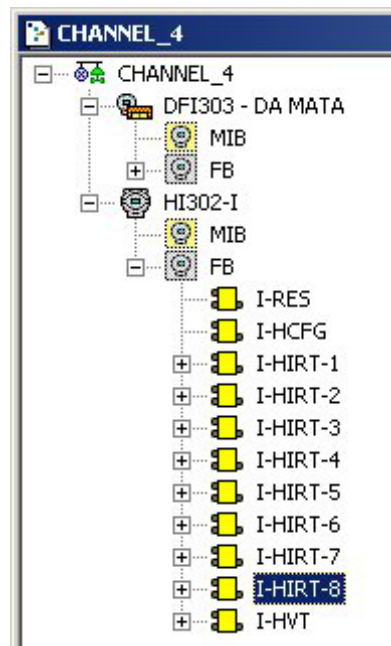 CHANNEL_4
CHANNEL_4
DFI303 - DA MATA
MIB
FB
HI302-I
MIB
FB
I-RES
I-HCFG
I-HIRT-1
I-HIRT-2
I-HIRT-3
I-HIRT-4
I-HIRT-5
I-HIRT-6
I-HIRT-7
I-HIRT-8
I-HVT